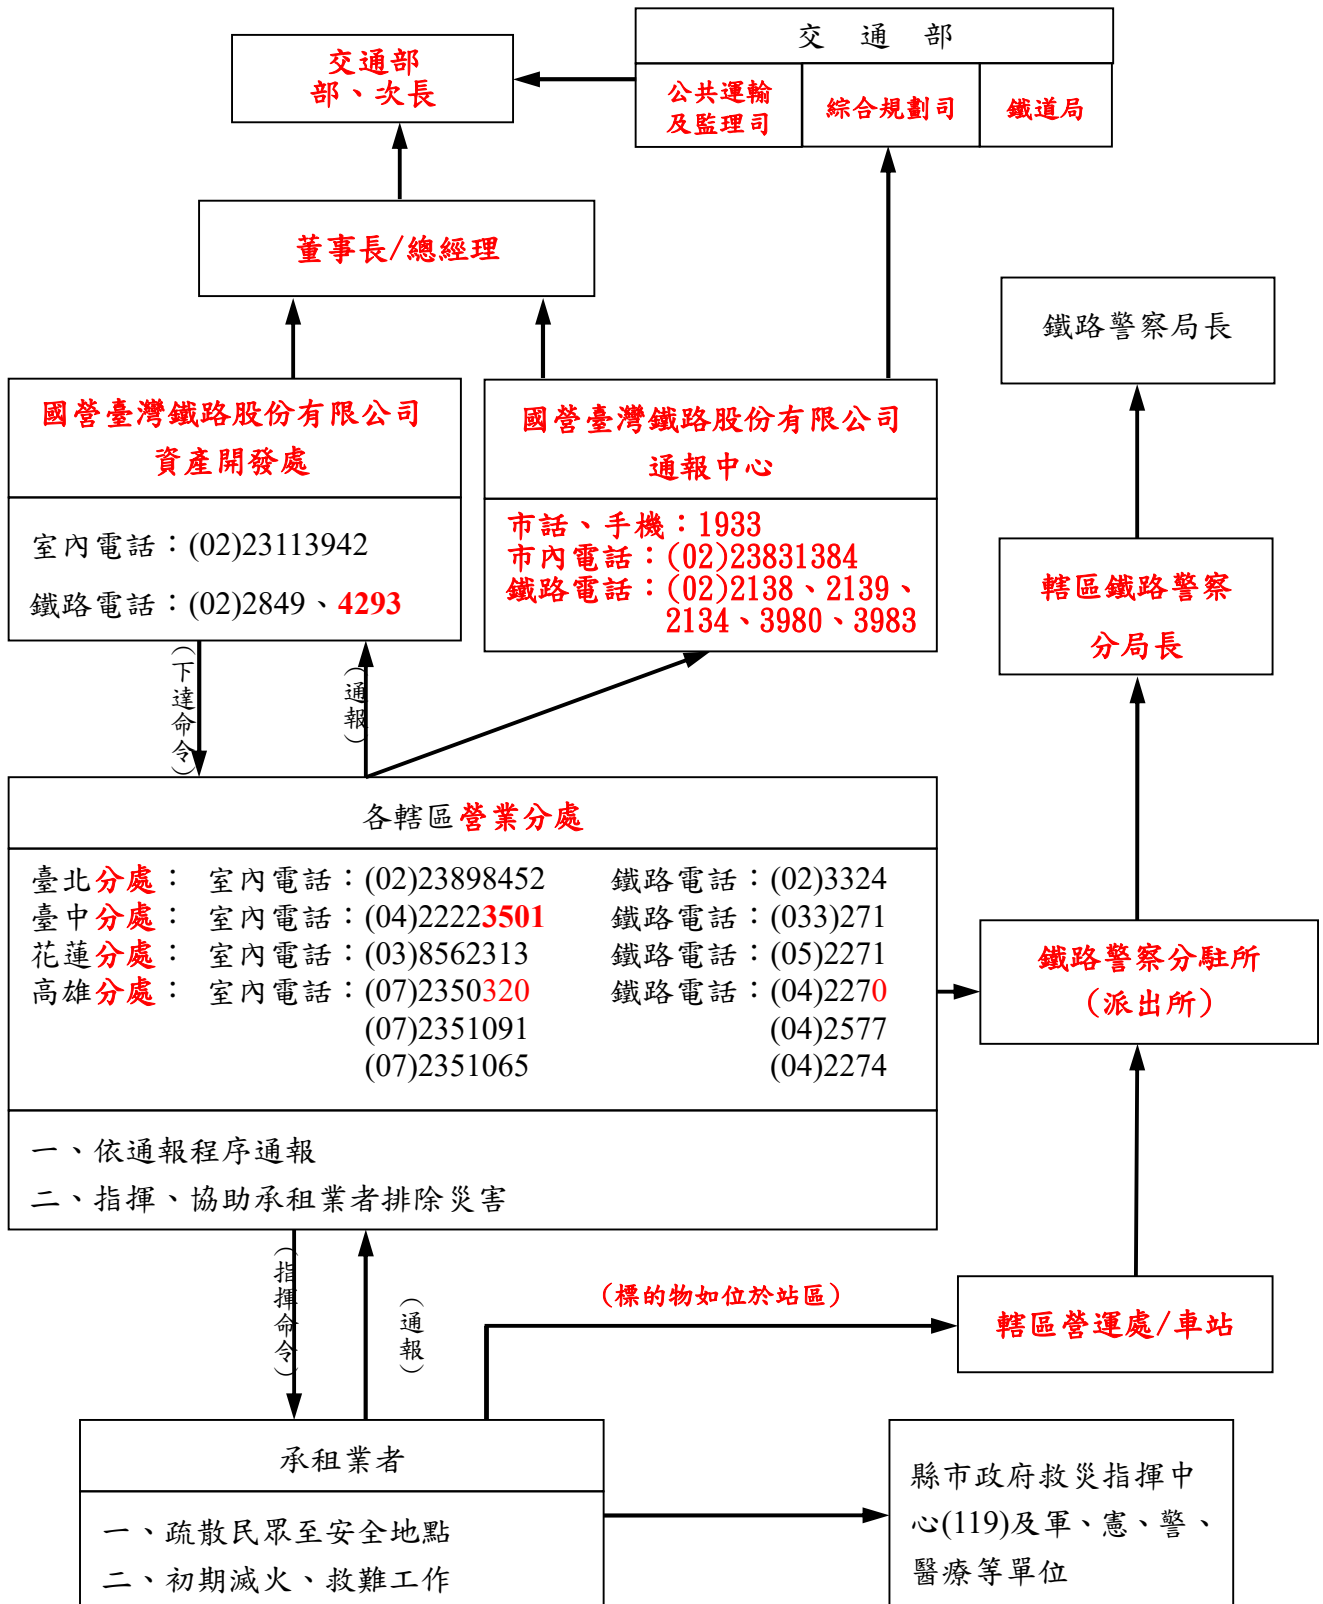 交通部
交通部
部、次長
公共運輸
及監理司
綜合規劃司
鐵道局
董事長/總經理
鐵路警察局長
國營臺灣鐵路股份有限公司
資產開發處
室內電話：(02)23113942
鐵路電話：(02)2849、4293
國營臺灣鐵路股份有限公司
通報中心
市話、手機：1933
市內電話：(02)23831384
鐵路電話：(02)2138、2139、
2134、3980、3983
轄區鐵路警察
分局長
（下達命令）
（通報）
各轄區營業分處
臺北分處： 室內電話：(02)23898452 鐵路電話：(02)3324
臺中分處： 室內電話：(04)22223501 鐵路電話：(033)271
花蓮分處： 室內電話：(03)8562313 鐵路電話：(05)2271
高雄分處： 室內電話：(07)2350320 鐵路電話：(04)2270
(07)2351091 (04)2577
(07)2351065 (04)2274
一、依通報程序通報
二、指揮、協助承租業者排除災害
鐵路警察分駐所
（派出所）
（指揮命令）
（通報）
（標的物如位於站區）
轄區營運處/車站
承租業者
一、疏散民眾至安全地點
二、初期滅火、救難工作
縣市政府救災指揮中
心(119)及軍、憲、警、
醫療等單位